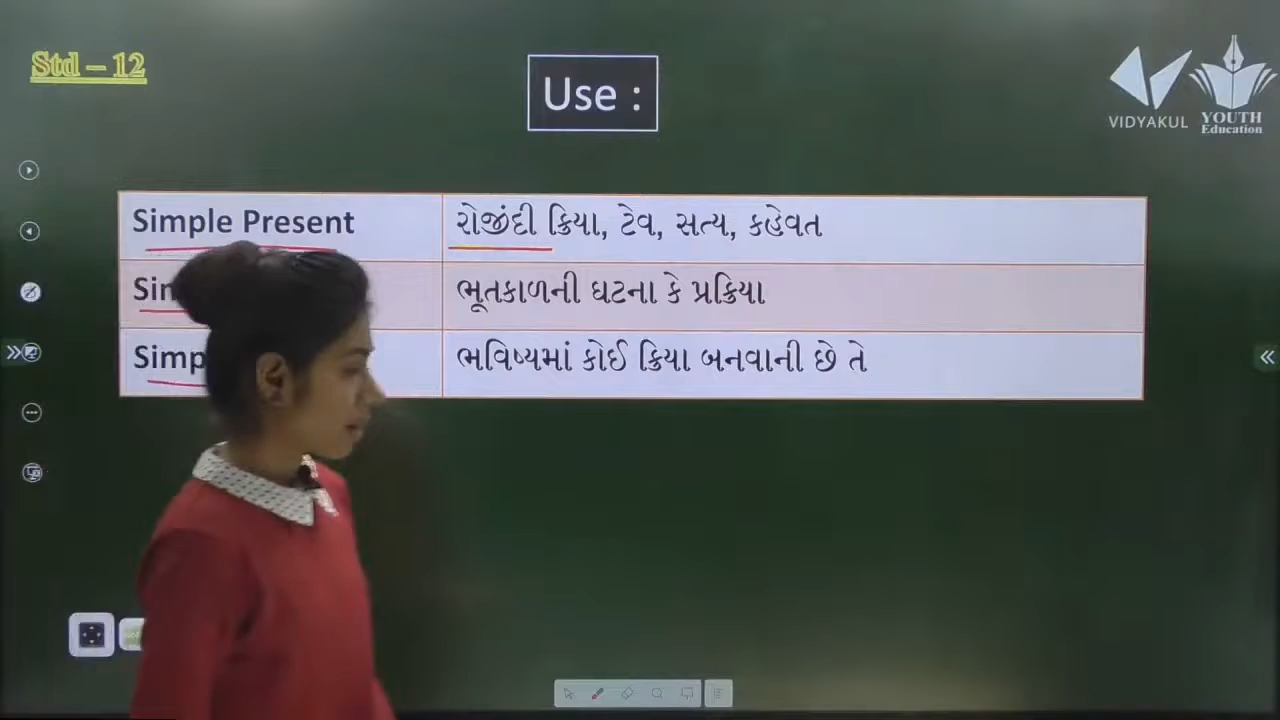 Std – 12
Use :
VIDYAKUL
YOUTH
Education
Simple Present
રોજીંદી ક્રિયા, ટેવ, સત્ય, કહેવત
ભૂતકાળની ઘટના કે પ્રક્રિયા
ભવિષ્યમાં કોઈ ક્રિયા બનવાની છે તે